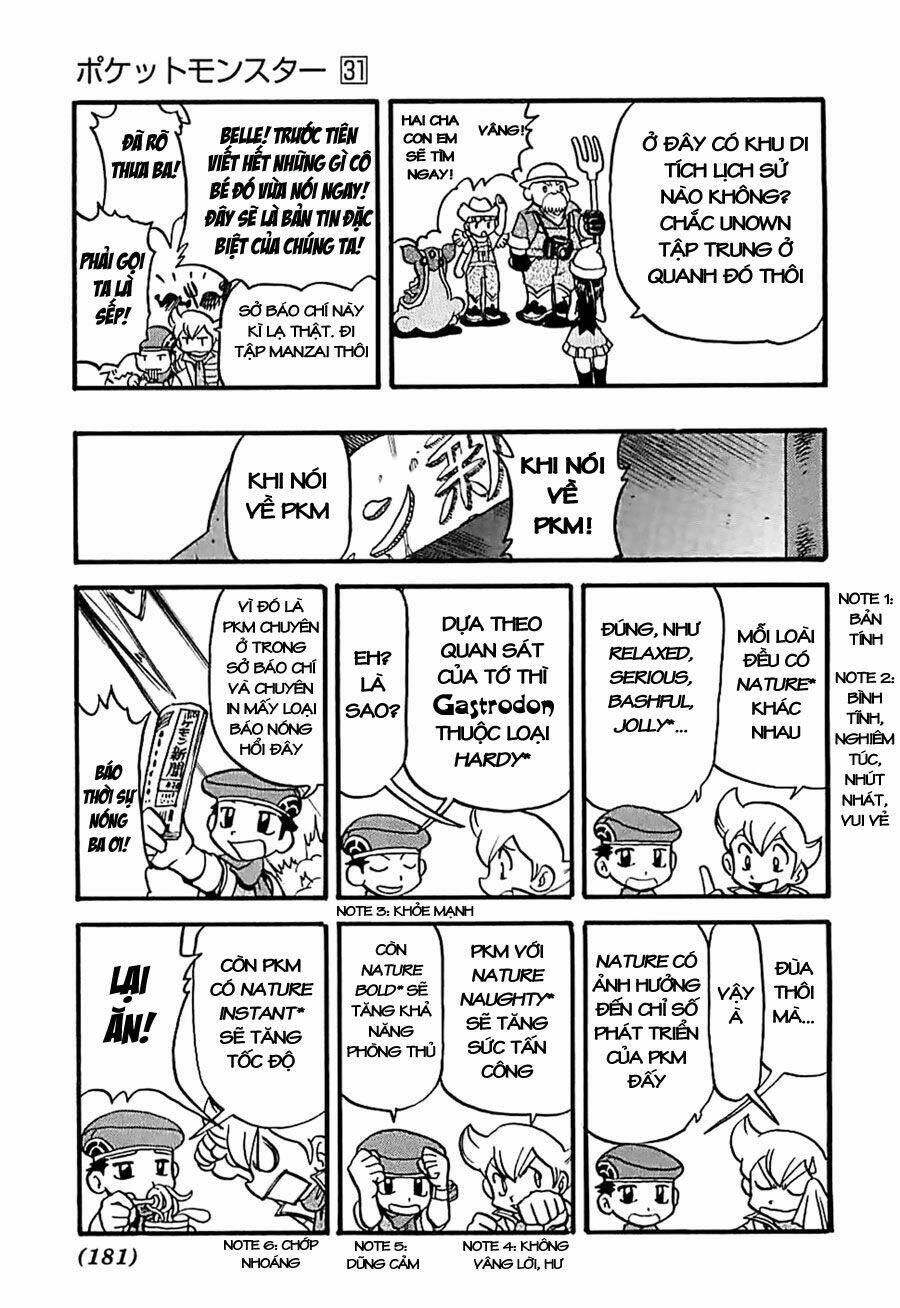 ポケットモンスター 31
Ở ĐÂY CÓ KHU DI
TÍCH LỊCH SỬ
NÀO KHÔNG?
CHẮC UNOWN
TẬP TRUNG Ở
QUANH ĐÓ THÔI
VÂNG!
HAI CHA
CON EM
SẼ TÌM
NGAY!
BELLE! TRƯỚC TIÊN
VIẾT HẾT NHỮNG GÌ CÔ
BÉ ĐÓ VỪA NÓI NGAY!
ĐÂY SẼ LÀ BẢN TIN ĐẶC
BIỆT CỦA CHÚNG TA!
ĐÃ RÕ
THƯA BA!
PHẢI GỌI
TA LÀ
SẾP!
SỞ BÁO CHÍ NÀY
KÌ LẠ THẬT. ĐI
TẬP MANZAI THÔI
KHI NÓI
VỀ
PKM!
KHI NÓI
VỀ PKM
MỖI LOÀI
ĐỀU CÓ
NATURE*
KHÁC
NHAU
ĐÚNG, NHƯ
RELAXED,
SERIOUS,
BASHFUL,
JOLLY*...
NOTE 1:
BẢN
TÍNH
NOTE 2:
BÌNH
TĨNH,
NGHIÊM
TÚC,
NHÚT
NHÁT,
VUI VẺ
DỰA THEO
QUAN SÁT
CỦA TỚ THÌ
Gastrodon
THUỘC LOẠI
HARDY*
EH?
LÀ
SAO?
NOTE 3: KHỎE MẠNH
VÌ ĐÓ LÀ
PKM CHUYÊN
Ở TRONG
SỞ BÁO CHÍ
VÀ CHUYÊN
IN MẤY LOẠI
BÁO NÓNG
HỔI ĐÂY
BÁO
THỜI SỰ
NÓNG
BA ƠI!
ポケモン新聞
ĐÙA
THÔI
MÀ...
VẬY
À
NATURE CÓ
ẢNH HƯỞNG
ĐẾN CHỈ SỐ
PHÁT TRIỂN
CỦA PKM
ĐẤY
PKM VỚI
NATURE
NAUGHTY*
SẼ TĂNG
SỨC TẤN
CÔNG
CÒN
NATURE
BOLD* SẼ
TĂNG KHẢ
NĂNG
PHÒNG THỦ
CÒN PKM
CÓ NATURE
INSTANT*
SẼ TĂNG
TỐC ĐỘ
LẠI
ĂN!
NOTE 4: KHÔNG
VÂNG LỜI, HƯ
NOTE 5:
DŨNG CẢM
NOTE 6: CHỚP
NHOÁNG
(181)